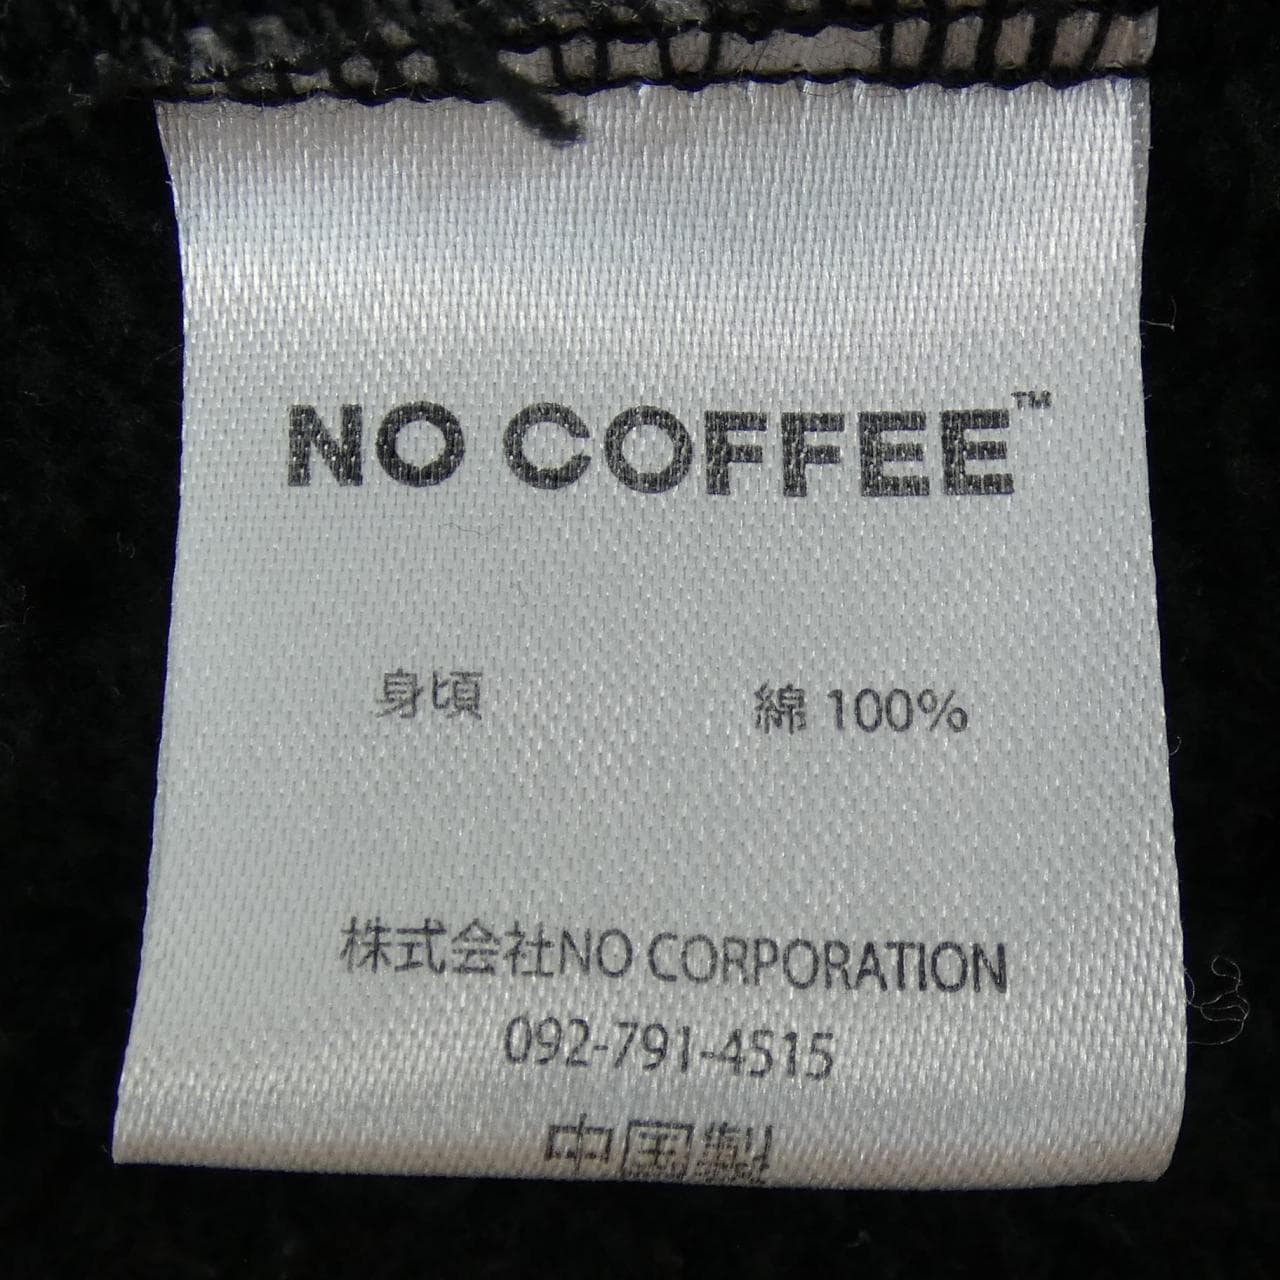 NO COFFEE™
身頃 綿 100%
株式会社NO CORPORATION
092-791-4515
中国製